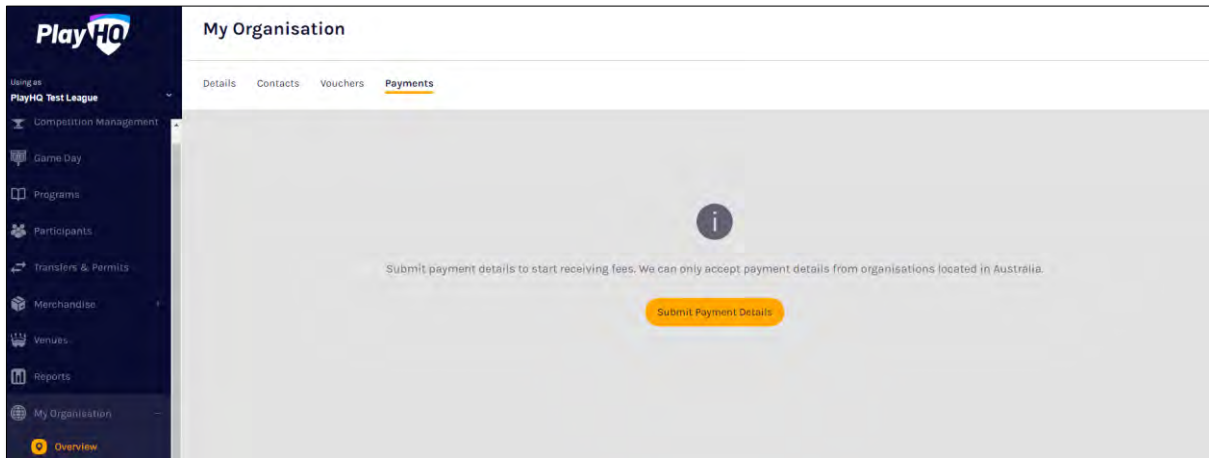 PlayHQ
Using as
PlayHQ Test League
Competition Management
Game Day
Programs
Participants
Transfers & Permits
Merchandise +
Venues
Reports
My Organisation −
Overview
My Organisation
Details Contacts Vouchers Payments
i
Submit payment details to start receiving fees. We can only accept payment details from organisations located in Australia.
Submit Payment Details